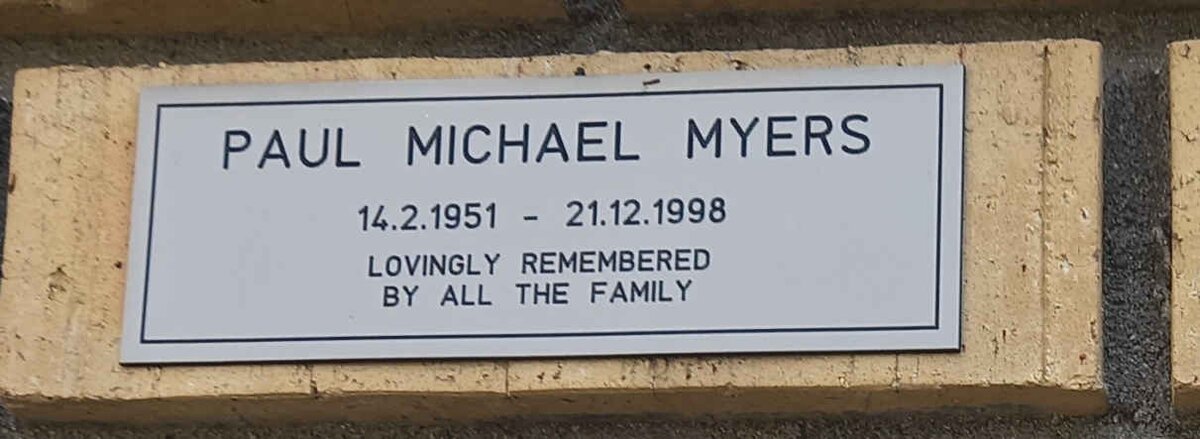 PAUL MICHAEL MYERS
14.2.1951 - 21.12.1998
LOVINGLY REMEMBERED
BY ALL THE FAMILY